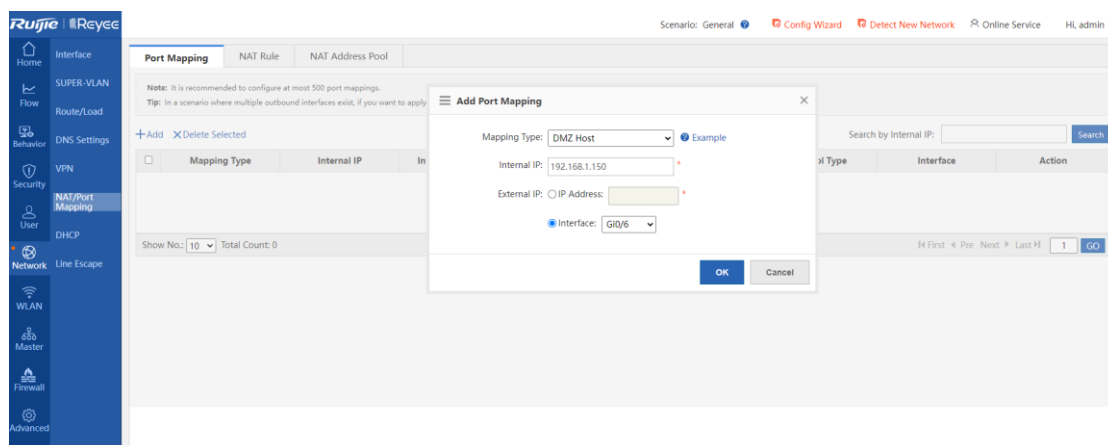 Ruijie | Reyee
Scenario: General
Config Wizard
Detect New Network
Online Service
Hi, admin
Home
Flow
Behavior
Security
User
Network
WLAN
Master
Firewall
Advanced
Interface
SUPER-VLAN
Route/Load
DNS Settings
VPN
NAT/Port
Mapping
DHCP
Line Escape
Port Mapping
NAT Rule
NAT Address Pool
Note: It is recommended to configure at most 500 port mappings.
Tip: In a scenario where multiple outbound interfaces exist, if you want to apply
+Add
Delete Selected
Search by Internal IP:
Search
Mapping Type
Internal IP
In
ol Type
Interface
Action
Show No.: 10 Total Count: 0
First Pre Next Last 1 GO
Add Port Mapping
Mapping Type: DMZ Host
Example
Internal IP: 192.168.1.150 *
External IP: IP Address: *
Interface: Gi0/6
OK
Cancel